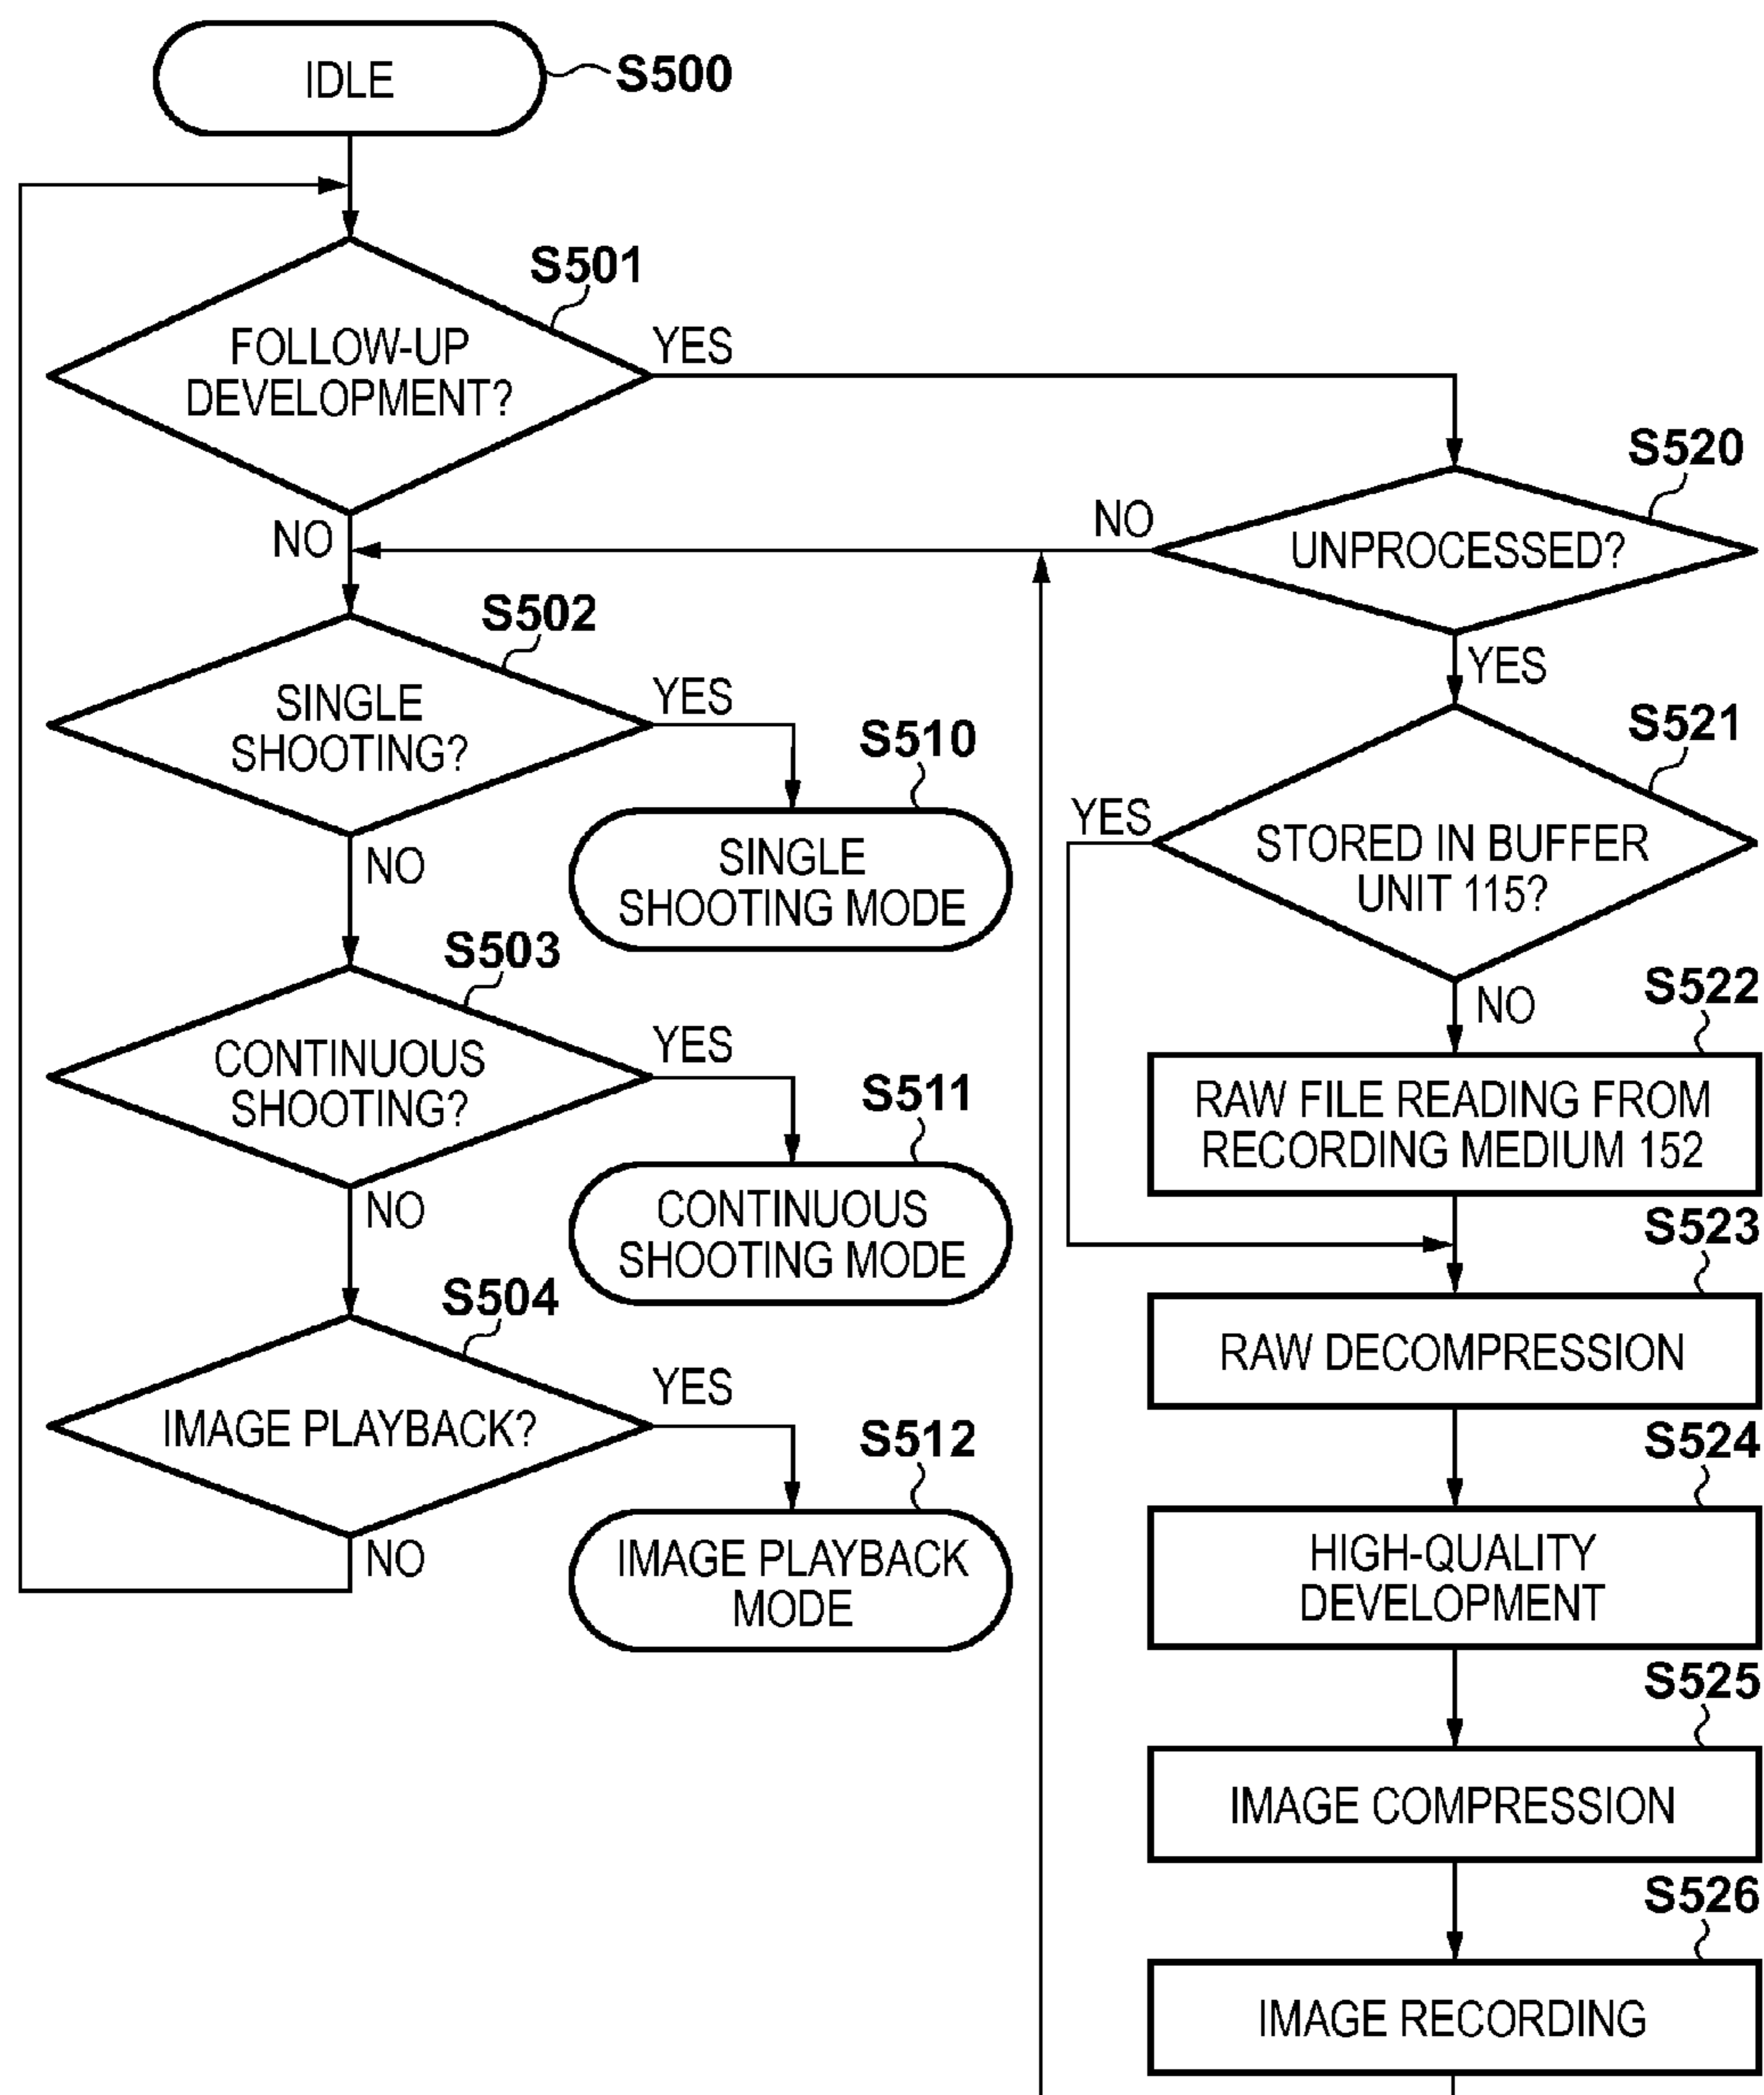 IDLE
S500
S501
FOLLOW-UP
DEVELOPMENT?
YES
NO
S520
UNPROCESSED?
NO
YES
S502
SINGLE
SHOOTING?
YES
NO
S510
SINGLE
SHOOTING MODE
S521
STORED IN BUFFER
UNIT 115?
YES
NO
S503
CONTINUOUS
SHOOTING?
YES
NO
S511
CONTINUOUS
SHOOTING MODE
S522
RAW FILE READING FROM
RECORDING MEDIUM 152
S523
RAW DECOMPRESSION
S504
IMAGE PLAYBACK?
YES
NO
S512
IMAGE PLAYBACK
MODE
S524
HIGH-QUALITY
DEVELOPMENT
S525
IMAGE COMPRESSION
S526
IMAGE RECORDING